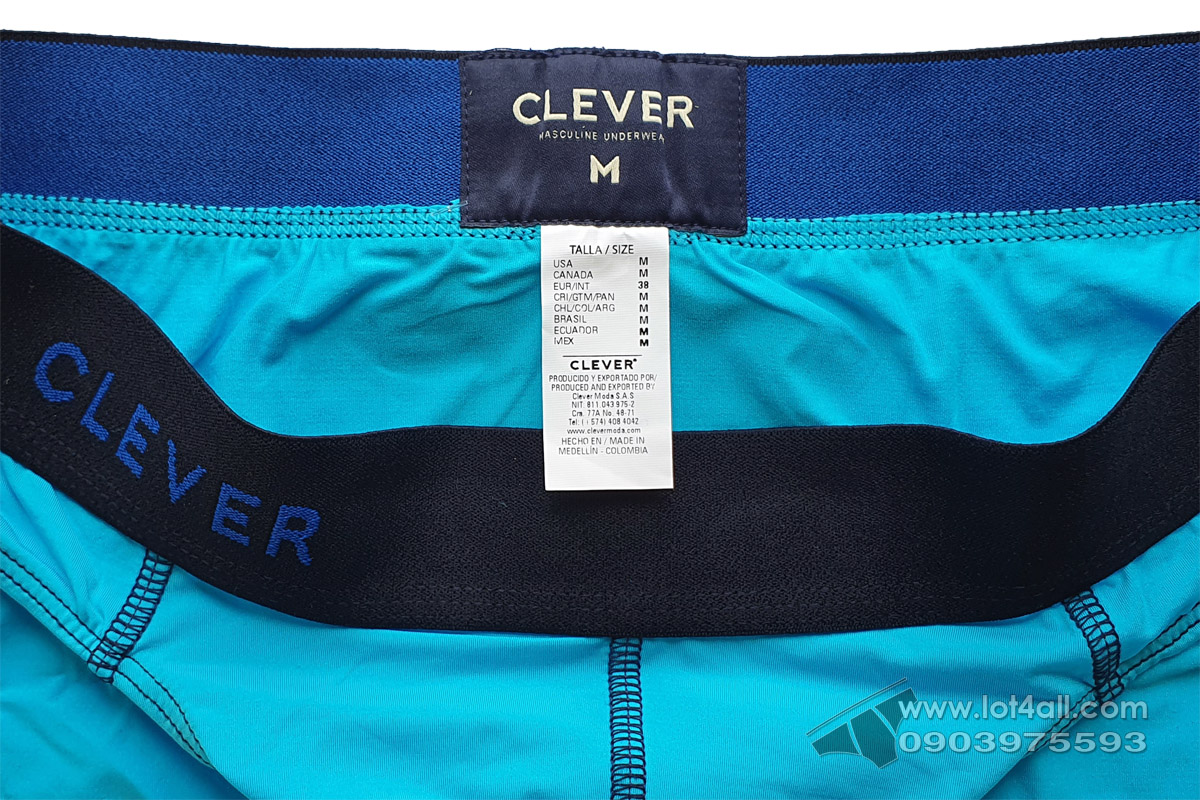 CLEVER
MASCULINE UNDERWEAR
M
TALLA / SIZE
USA M
CANADA M
EUR/INT 38
CRI/GTM/PAN M
CHL/COL/ARG M
BRASIL M
ECUADOR M
MEX M
CLEVER®
PRODUCIDO Y EXPORTADO POR/
PRODUCED AND EXPORTED BY
Clever Moda S.A.S
NIT: 811.043.975-2
Cra. 77A No. 48-71
Tel: (+574) 408 4042
www.clevermoda.com
HECHO EN / MADE IN
MEDELLÍN - COLOMBIA
CLEVER
www.lot4all.com
0903975593